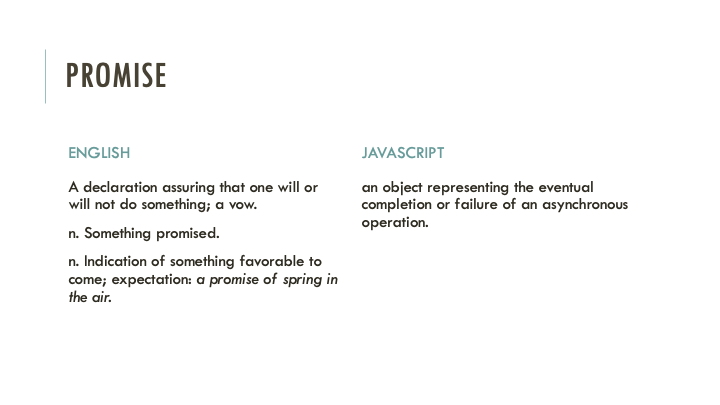 PROMISE
ENGLISH
A declaration assuring that one will or
will not do something; a vow.
n. Something promised.
n. Indication of something favorable to
come; expectation: a promise of spring in
the air.
JAVASCRIPT
an object representing the eventual
completion or failure of an asynchronous
operation.